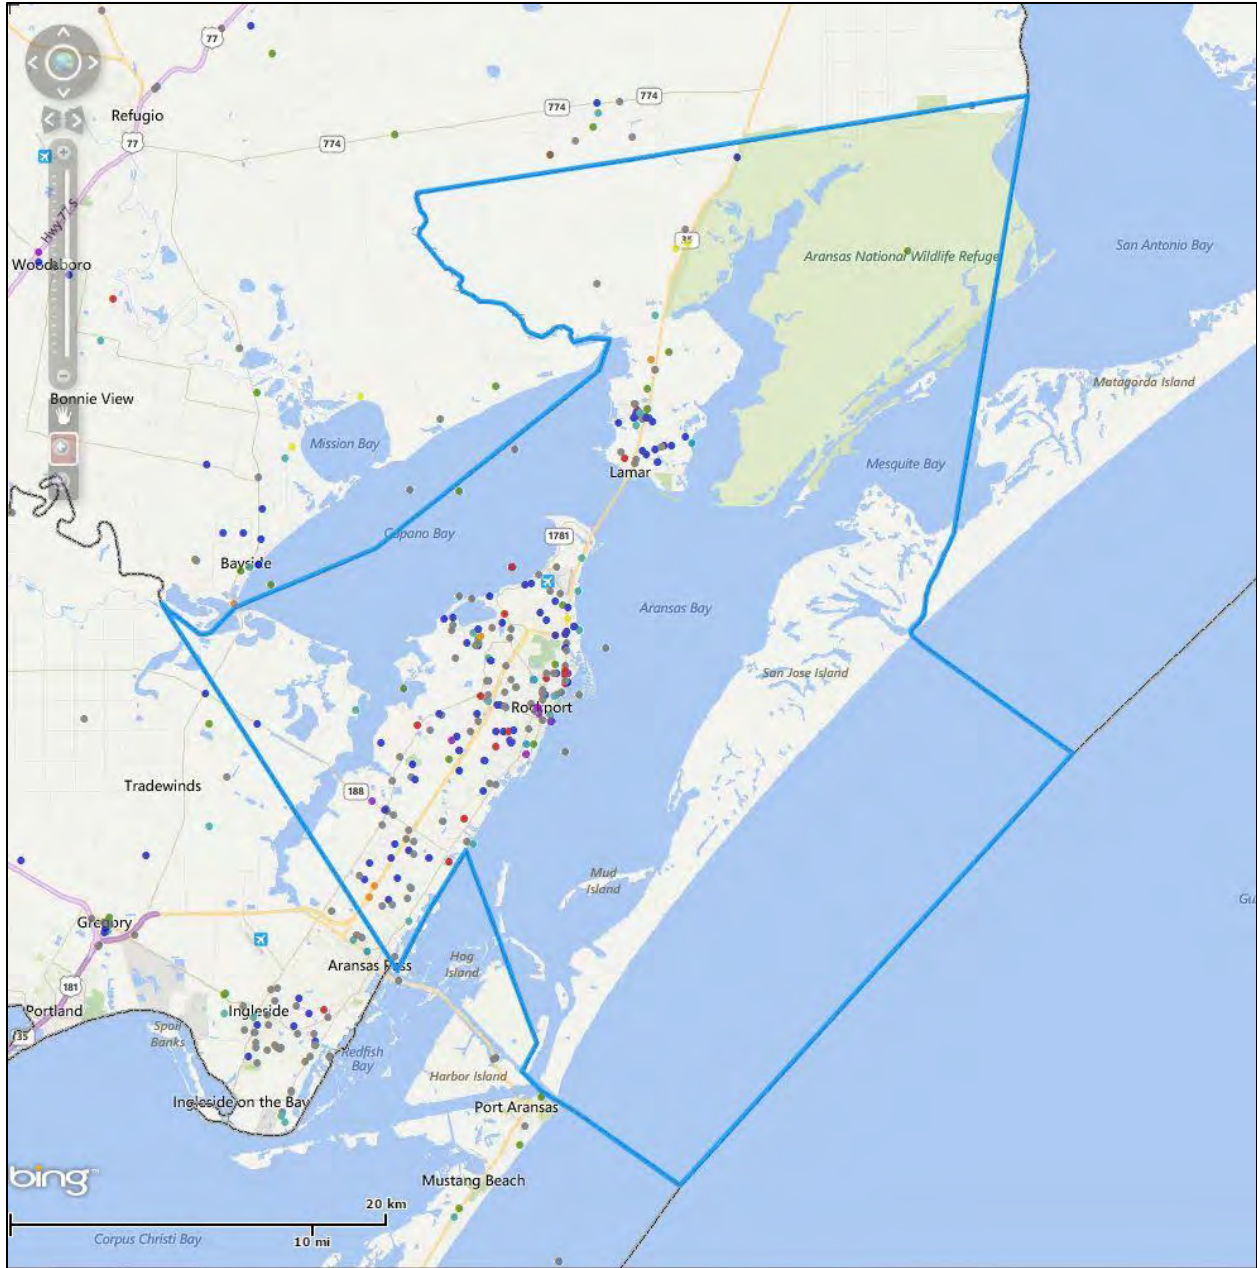 77
774
774
Refugio
77
774
Hwy 77 S
35
Aransas National Wildlife Refuge
San Antonio Bay
Woodsboro
Matagorda Island
Bonnie View
Mission Bay
Mesquite Bay
Lamar
Copano Bay
1781
Bayside
Aransas Bay
San Jose Island
Rockport
Tradewinds
188
Mud
Island
Gregory
Hog
Island
Aransas Pass
181
Portland
Ingleside
35
Spoil
Banks
Redfish
Bay
Harbor Island
Ingleside on the Bay
Port Aransas
bing™
Mustang Beach
20 km
10 mi
Corpus Christi Bay